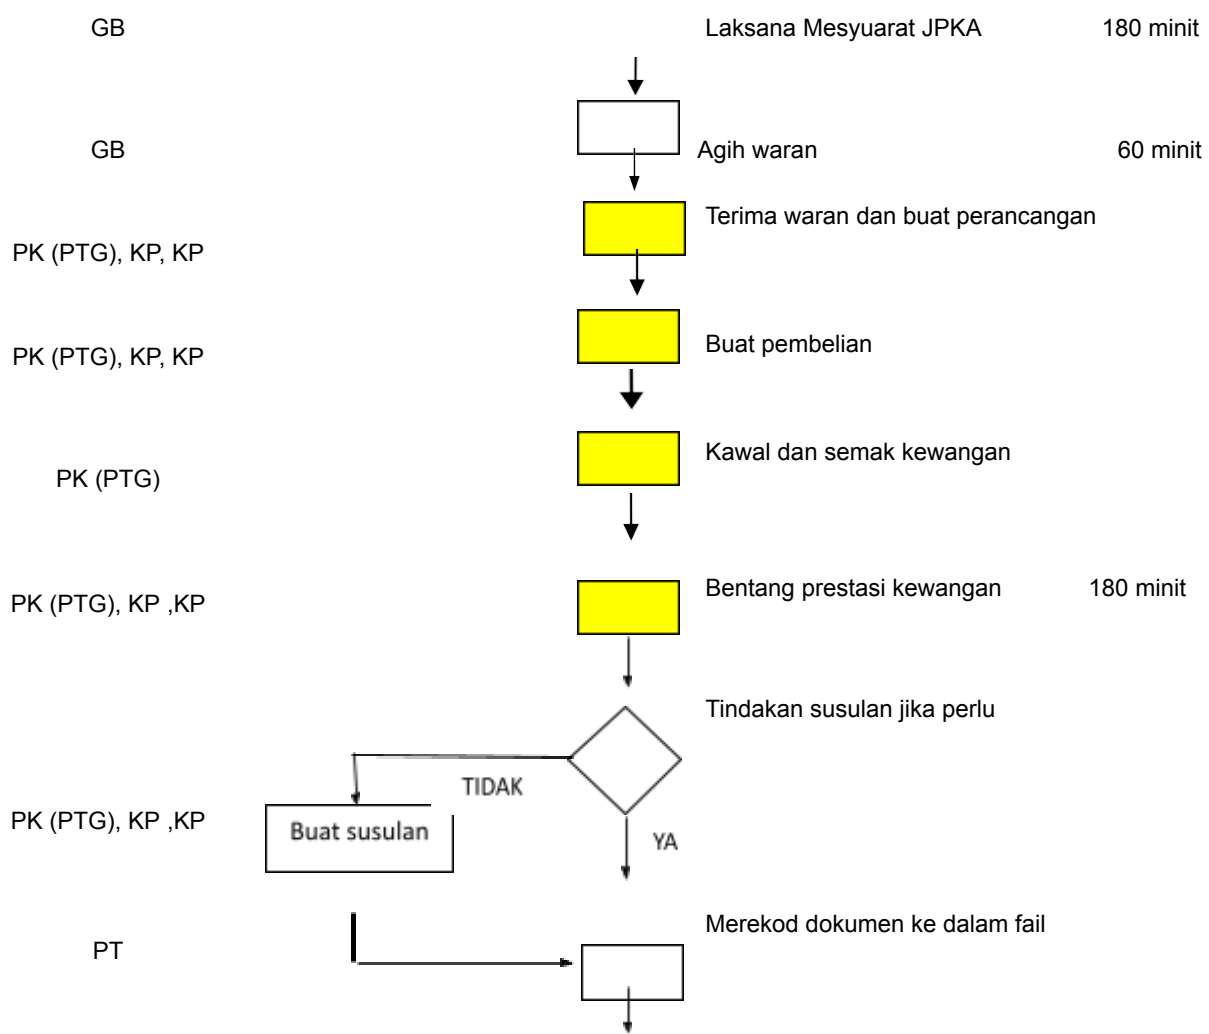 GB
Laksana Mesyuarat JPKA 180 minit
GB
Agih waran 60 minit
Terima waran dan buat perancangan
PK (PTG), KP, KP
Buat pembelian
PK (PTG), KP, KP
Kawal dan semak kewangan
PK (PTG)
Bentang prestasi kewangan 180 minit
PK (PTG), KP ,KP
Tindakan susulan jika perlu
TIDAK
PK (PTG), KP ,KP
Buat susulan
YA
Merekod dokumen ke dalam fail
PT